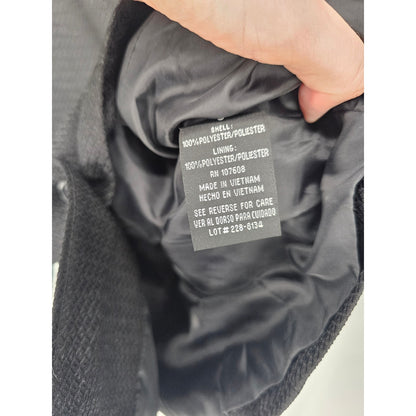 SHELL:
100%POLYESTER/POLIESTER
LINING:
100%POLYESTER/POLIESTER
RN 107608
MADE IN VIETNAM
HECHO EN VIETNAM
SEE REVERSE FOR CARE
VER AL DORSO PARA CUIDADO
LOT# 228-6134